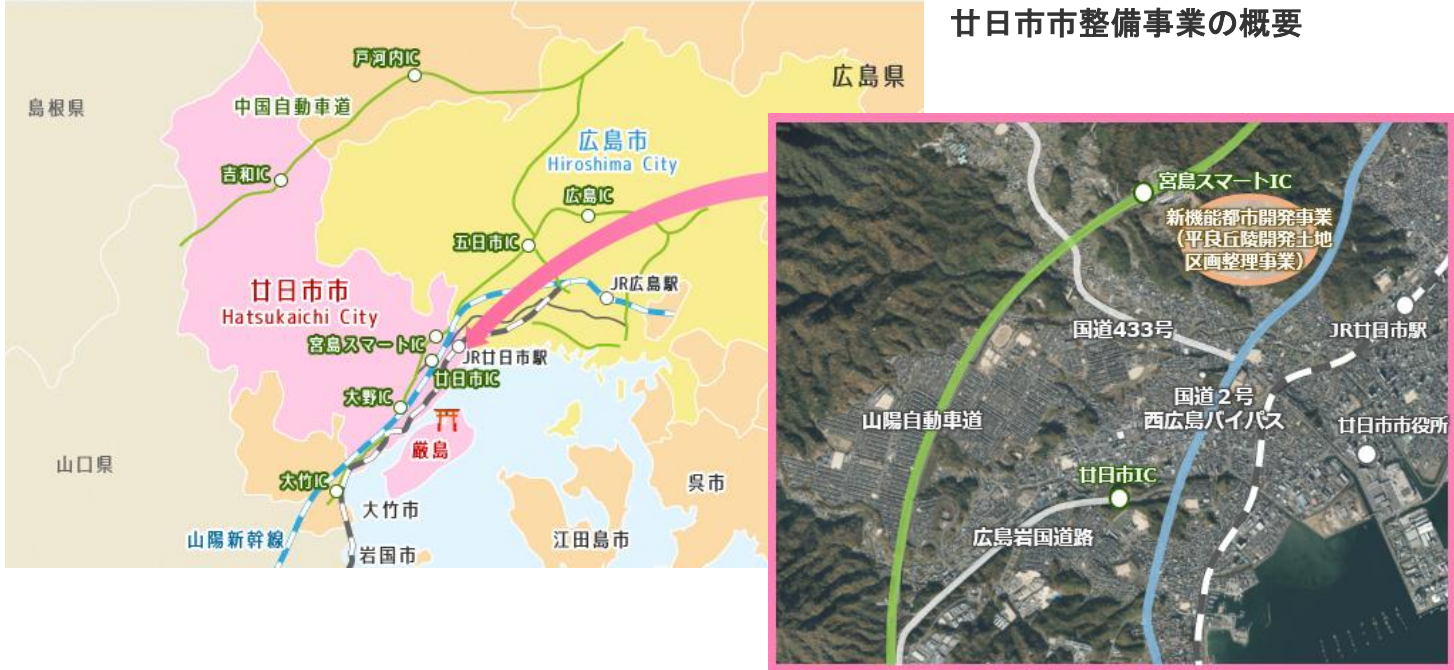 廿日市市整備事業の概要
戸河内IC
広島県
島根県
中国自動車道
広島市
Hiroshima City
吉和IC
広島IC
五日市IC
JR広島駅
廿日市市
Hatsukaichi City
宮島スマートIC
JR廿日市駅
廿日市IC
大野IC
厳島
山口県
大竹IC
呉市
大竹市
山陽新幹線
江田島市
岩国市
宮島スマートIC
新機能都市開発事業
(平良丘陵開発土地
区画整理事業)
国道433号
JR廿日市駅
国道2号
西広島バイパス
山陽自動車道
廿日市市役所
廿日市IC
広島岩国道路